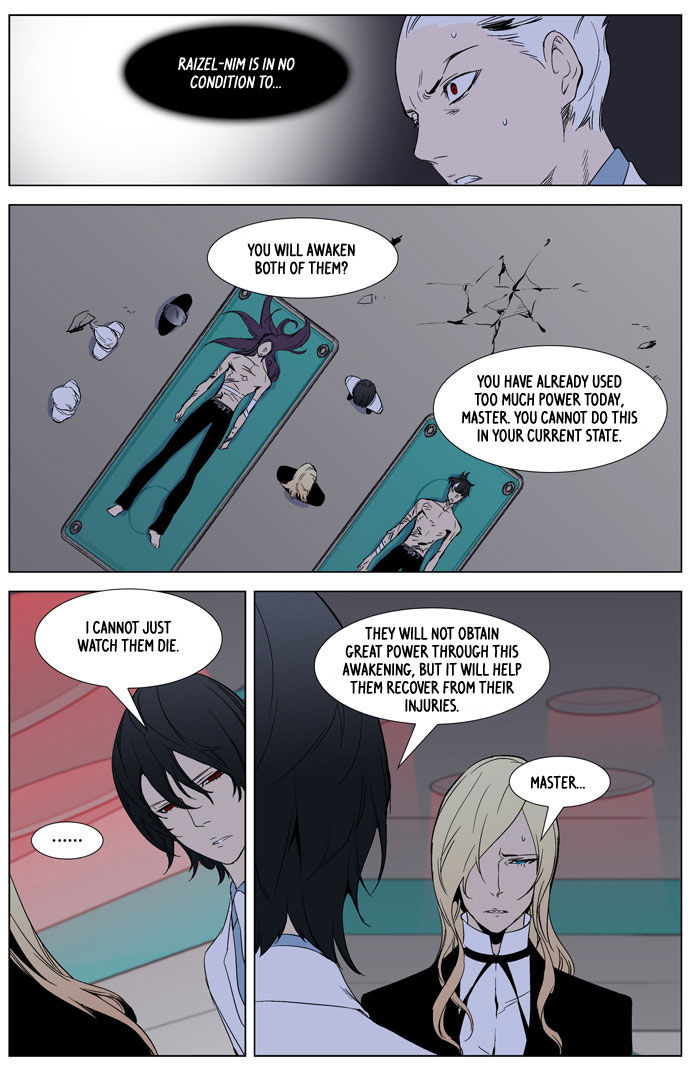 RAIZEL-NIM IS IN NO
CONDITION TO...
YOU WILL AWAKEN
BOTH OF THEM?
YOU HAVE ALREADY USED
TOO MUCH POWER TODAY,
MASTER. YOU CANNOT DO THIS
IN YOUR CURRENT STATE.
I CANNOT JUST
WATCH THEM DIE.
......
THEY WILL NOT OBTAIN
GREAT POWER THROUGH THIS
AWAKENING, BUT IT WILL HELP
THEM RECOVER FROM THEIR
INJURIES.
MASTER...